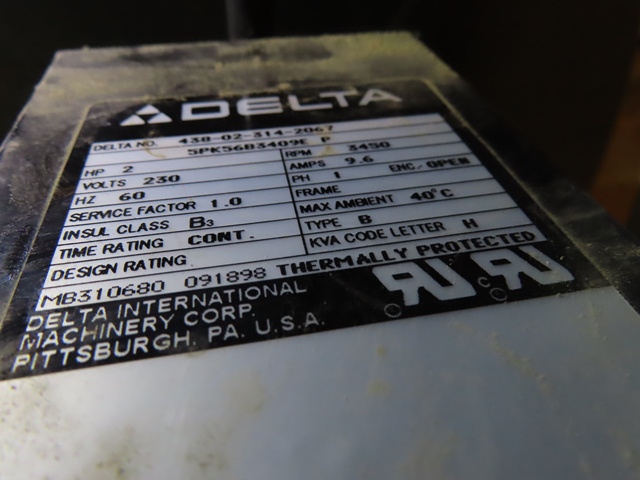 DELTA
DELTA NO. 438-02-314-2067
5PK56B3409E P
HP 2 RPM 3450
VOLTS 230 AMPS 9.6 ENC. OPEN
HZ 60 PH 1
SERVICE FACTOR 1.0 FRAME
INSUL CLASS B3 MAX AMBIENT 40°C
TIME RATING CONT. TYPE B
DESIGN RATING KVA CODE LETTER H
MB310680 091898 THERMALLY PROTECTED
DELTA INTERNATIONAL
MACHINERY CORP.
PITTSBURGH, PA. U.S.A.